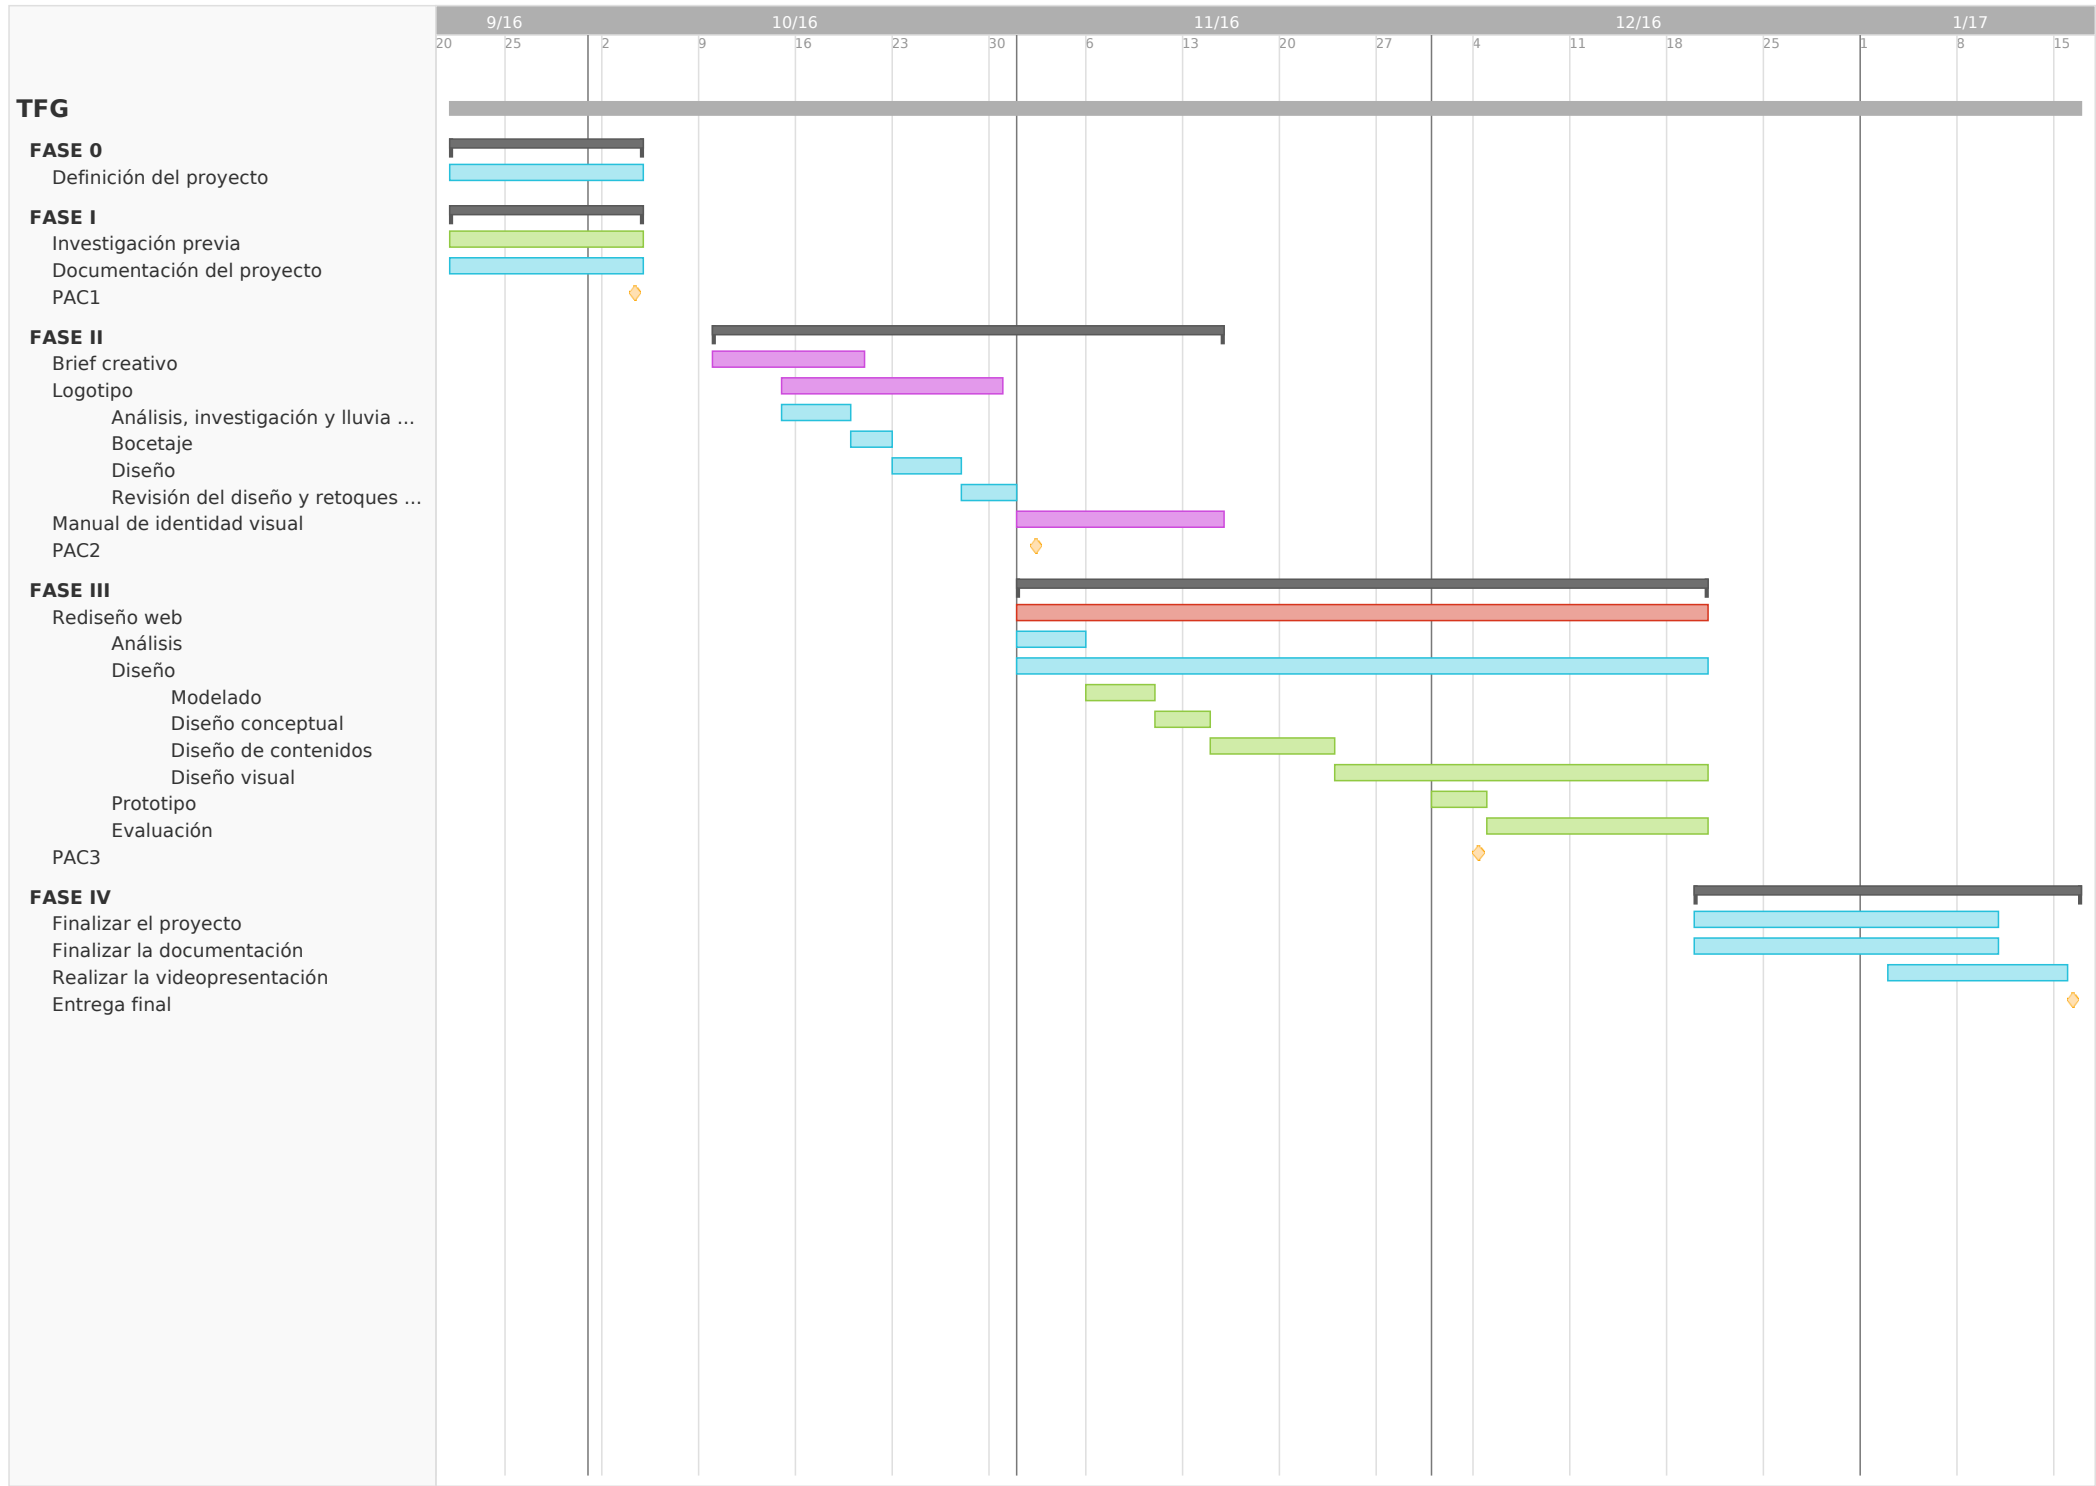 9/16 10/16 11/16 12/16 1/17
20 25 2 9 16 23 30 6 13 20 27 4 11 18 25 1 8 15
TFG
FASE 0
Definición del proyecto
FASE I
Investigación previa
Documentación del proyecto
PAC1
FASE II
Brief creativo
Logotipo
Análisis, investigación y lluvia ...
Bocetaje
Diseño
Revisión del diseño y retoques ...
Manual de identidad visual
PAC2
FASE III
Rediseño web
Análisis
Diseño
Modelado
Diseño conceptual
Diseño de contenidos
Diseño visual
Prototipo
Evaluación
PAC3
FASE IV
Finalizar el proyecto
Finalizar la documentación
Realizar la videopresentación
Entrega final